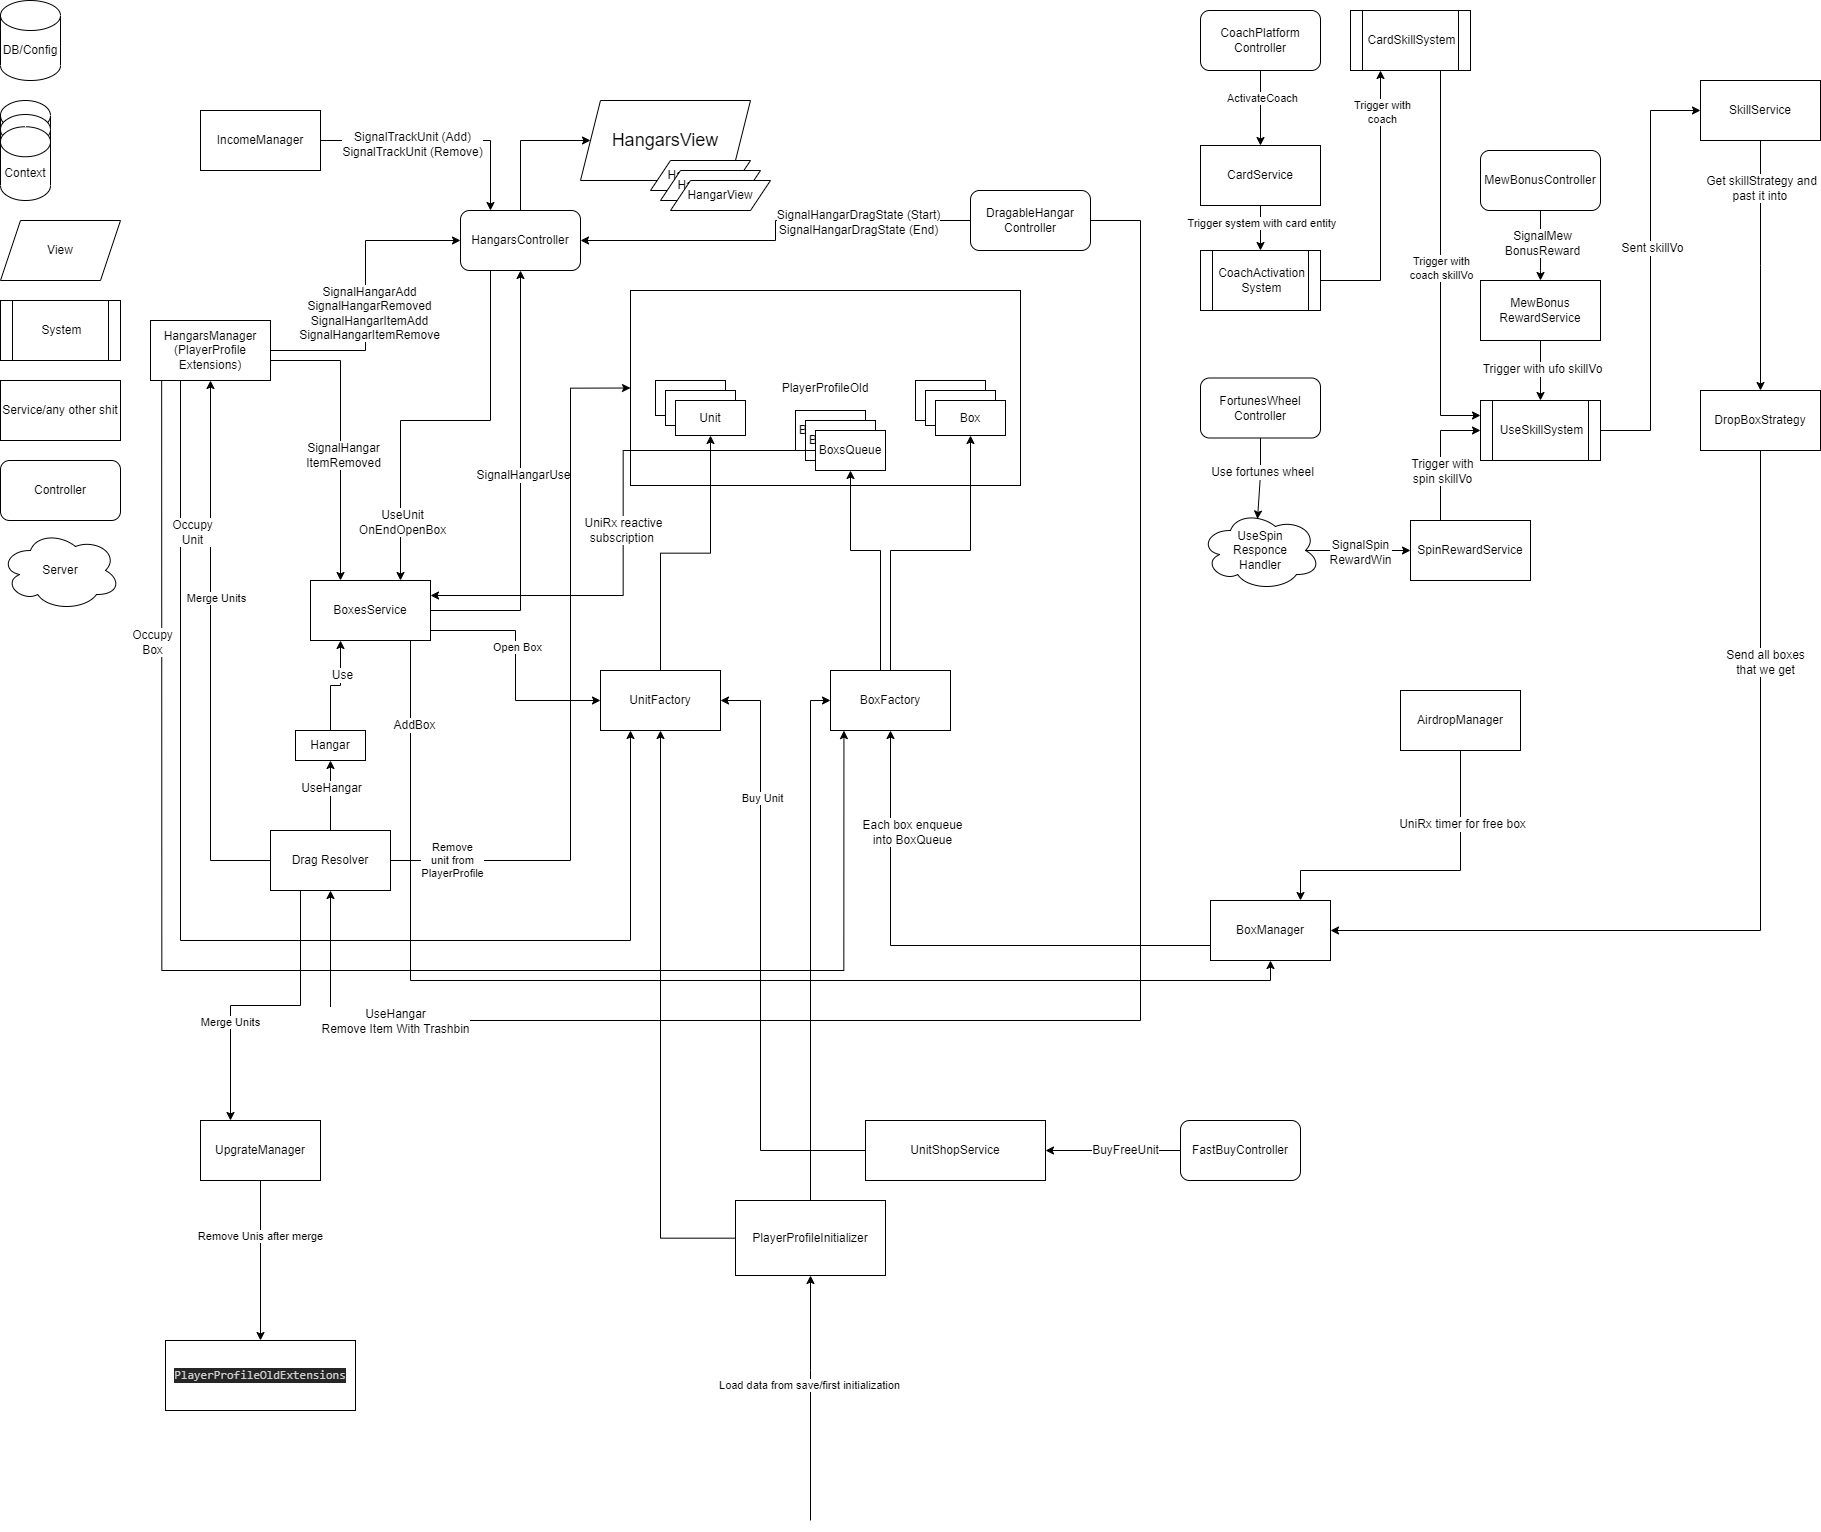 DB/Config
Context
View
System
Service/any other shit
Controller
Server
IncomeManager
SignalTrackUnit (Add)
SignalTrackUnit (Remove)
HangarsView
H
H
HangarView
HangarsController
SignalHangarDragState (Start)
SignalHangarDragState (End)
DragableHangar
Controller
SignalHangarAdd
SignalHangarRemoved
SignalHangarItemAdd
SignalHangarItemRemove
HangarsManager
(PlayerProfile
Extensions)
SignalHangar
ItemRemoved
SignalHangarUse
UseUnit
OnEndOpenBox
PlayerProfileOld
Unit
B
B
BoxsQueue
Box
UniRx reactive
subscription
Occupy
Unit
Merge Units
Occupy
Box
BoxesService
Open Box
Use
Hangar
UseHangar
AddBox
Drag Resolver
Remove
unit from
PlayerProfile
UnitFactory
BoxFactory
Buy Unit
Each box enqueue
into BoxQueue
UseHangar
Remove Item With Trashbin
Merge Units
UpgrateManager
Remove Unis after merge
PlayerProfileOldExtensions
UnitShopService
BuyFreeUnit
FastBuyController
PlayerProfileInitializer
Load data from save/first initialization
CoachPlatform
Controller
ActivateCoach
CardService
Trigger system with card entity
CoachActivation
System
CardSkillSystem
Trigger with
coach
Trigger with
coach skillVo
MewBonusController
SignalMew
BonusReward
MewBonus
RewardService
Trigger with ufo skillVo
UseSkillSystem
Sent skillVo
SkillService
Get skillStrategy and
past it into
DropBoxStrategy
FortunesWheel
Controller
Use fortunes wheel
UseSpin
Responce
Handler
SignalSpin
RewardWin
SpinRewardService
Trigger with
spin skillVo
Send all boxes
that we get
AirdropManager
UniRx timer for free box
BoxManager